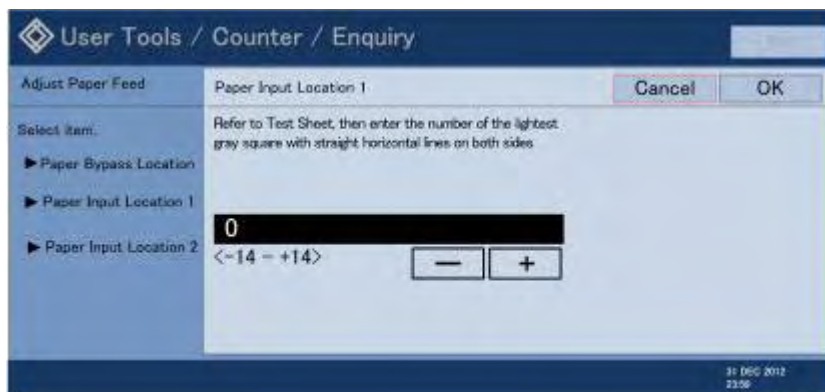 User Tools / Counter / Enquiry
Adjust Paper Feed
Paper Input Location 1
Cancel
OK
Select item.
Refer to Test Sheet, then enter the number of the lightest
gray square with straight horizontal lines on both sides
▶ Paper Bypass Location
▶ Paper Input Location 1
▶ Paper Input Location 2
0
<-14 - +14>
—
+
31 DEC 2012
23:59